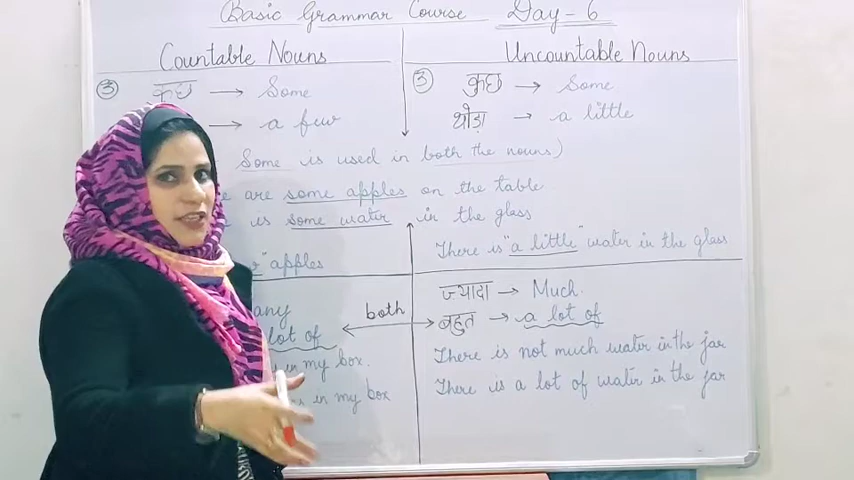 Basic Grammar Course Day - 6
Countable Nouns
Uncountable Nouns
③ कुछ → Some
→ a few
③ कुछ → Some
थोड़ा → a little
Some is used in both the nouns)
are some apples on the table
is some water in the glass
" apples
There is "a little" water in the glass
lot of
both
ज्यादा → Much
बहुत → a lot of
in my box.
in my box
There is not much water in the jar
There is a lot of water in the jar